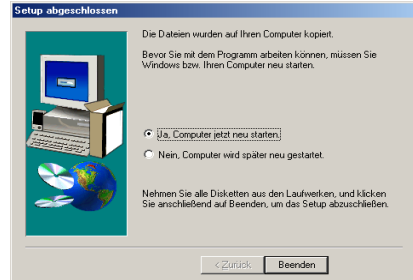 Setup abgeschlossen
Die Dateien wurden auf Ihren Computer kopiert.
Bevor Sie mit dem Programm arbeiten können, müssen Sie
Windows bzw. Ihren Computer neu starten.
Ja, Computer jetzt neu starten.
Nein, Computer wird später neu gestartet.
Nehmen Sie alle Disketten aus den Laufwerken, und klicken
Sie anschließend auf Beenden, um das Setup abzuschließen.
< Zurück
Beenden